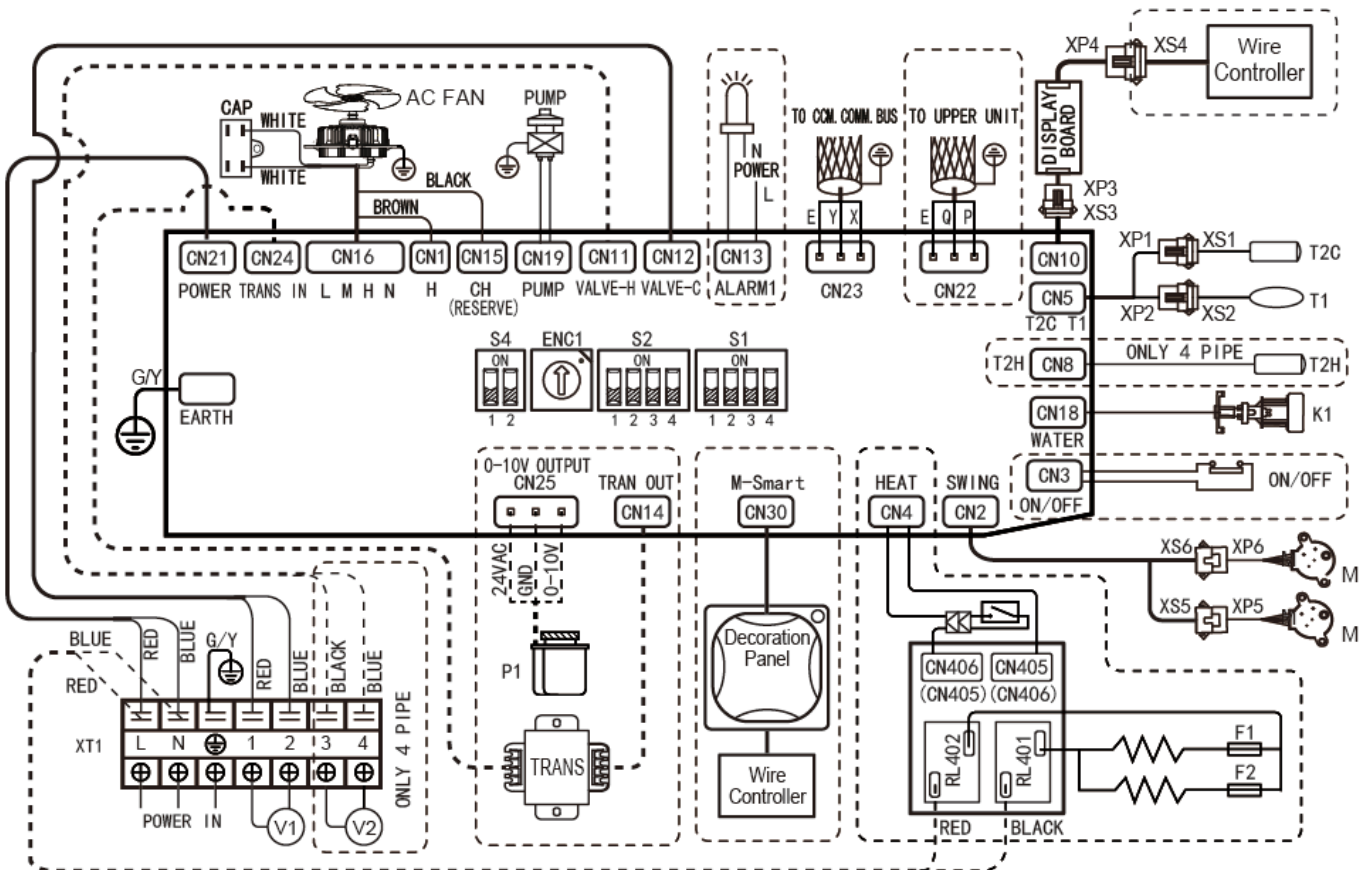 XP4 XS4
Wire
Controller
CAP
WHITE
WHITE
AC FAN
PUMP
BLACK
BROWN
N
POWER
L
TO CCM.COMM.BUS
TO UPPER UNIT
E Y X
E Q P
DISPLAY
BOARD
XP3
XS3
CN21 CN24 CN16 CN1 CN15 CN19 CN11 CN12 CN13
POWER TRANS IN L M H N H CH PUMP VALVE-H VALVE-C ALARM1
(RESERVE)
CN23
CN22
CN10
XP1 XS1 T2C
CN5
XP2 XS2 T1
T2C T1
ONLY 4 PIPE
T2H CN8 T2H
CN18 K1
WATER
CN3 ON/OFF
ON/OFF
G/Y
EARTH
S4 ENC1 S2 S1
ON ON ON
1 2 1 2 3 4 1 2 3 4
0-10V OUTPUT
CN25
TRAN OUT
CN14
24VAC
GND
0-10V
P1
TRANS
M-Smart
CN30
Decoration
Panel
Wire
Controller
HEAT SWING
CN4 CN2
XS6 XP6 M
XS5 XP5 M
CN406 CN405
(CN405) (CN406)
RL402
RL401
F1
F2
RED BLACK
BLUE
RED
RED
BLUE
G/Y
RED
BLUE
BLACK
BLUE
XT1 L N 1 2 3 4
ONLY 4 PIPE
POWER IN V1 V2